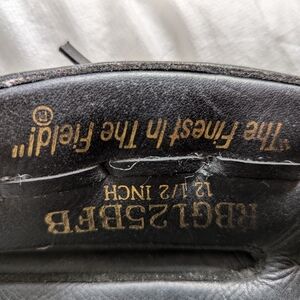 "The Finest In The Field!" ®
RBG125BFB
12 1/2 INCH